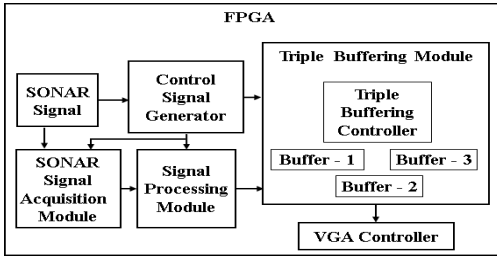 FPGA
SONAR
Signal
Control
Signal
Generator
Triple Buffering Module
Triple
Buffering
Controller
Buffer - 1
Buffer - 3
Buffer - 2
SONAR
Signal
Acquisition
Module
Signal
Processing
Module
VGA Controller